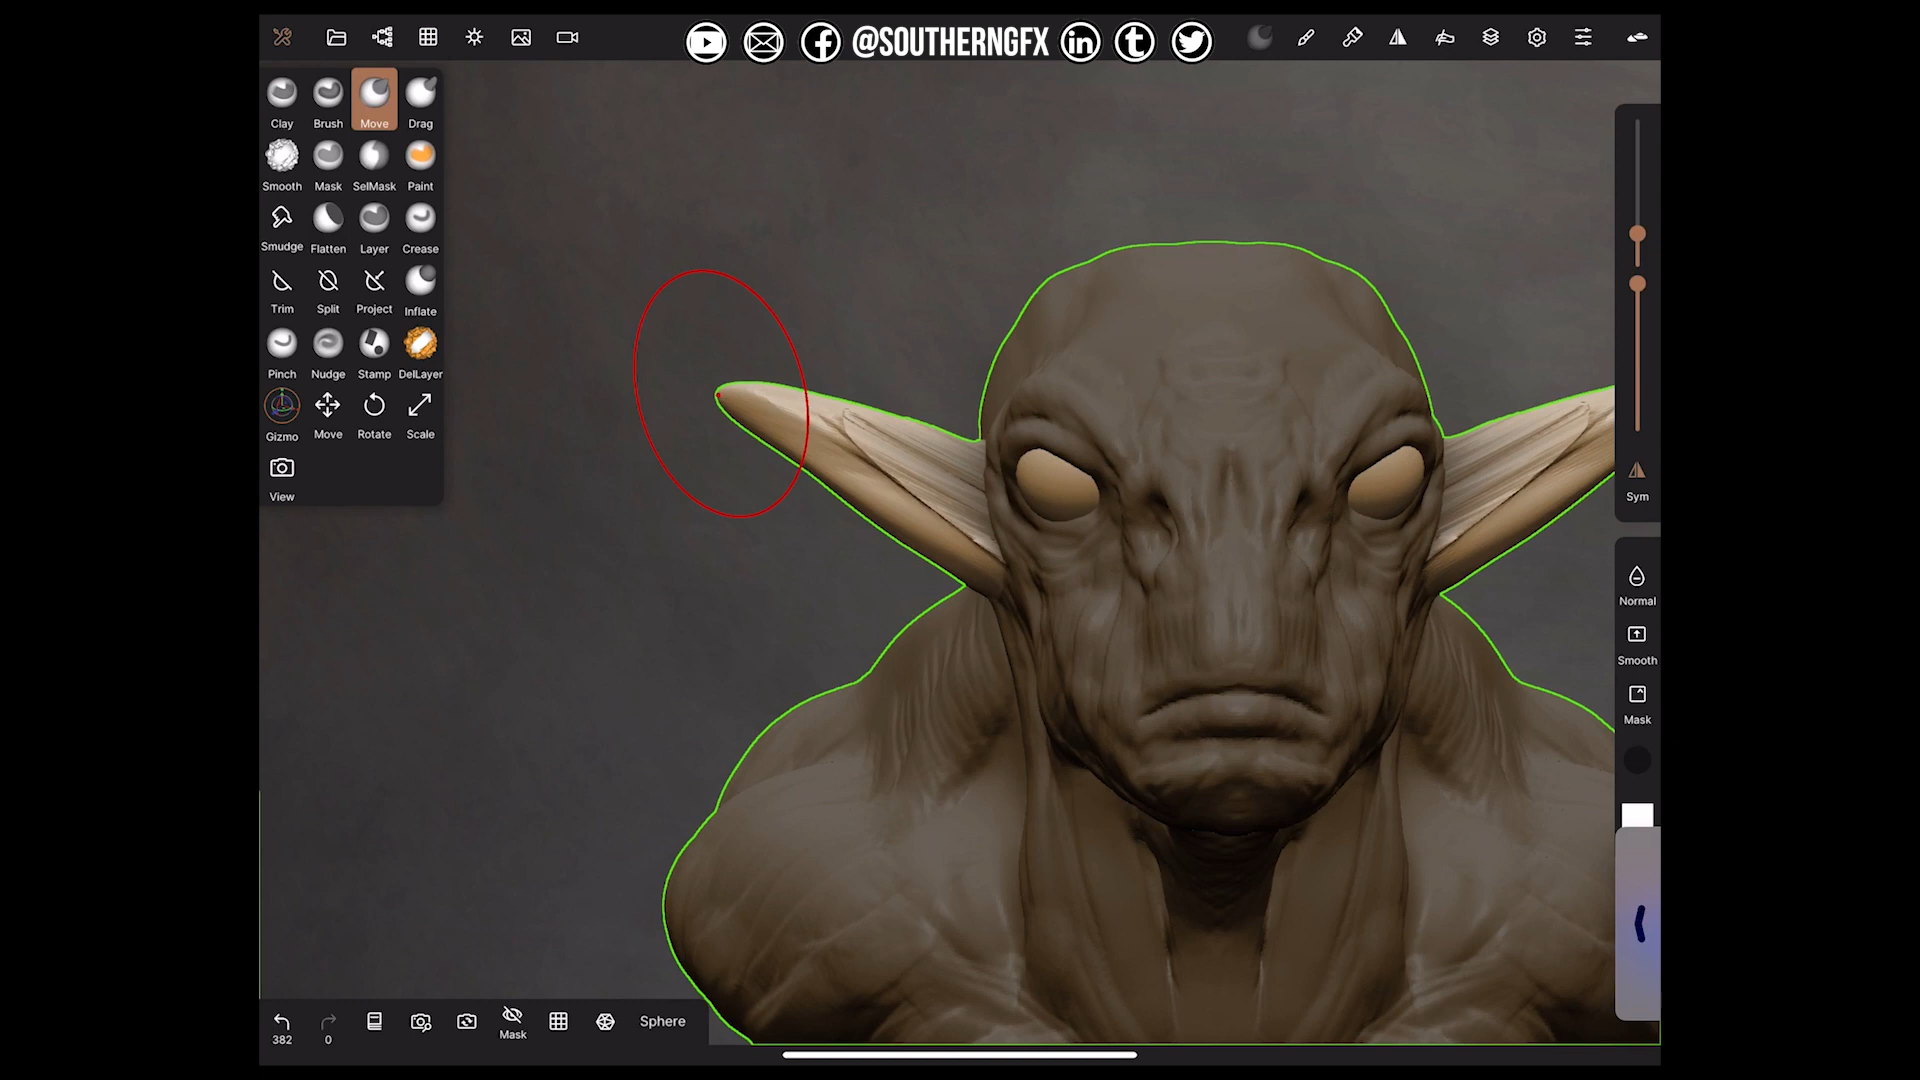 @SOUTHERNGFX
Clay Brush Move Drag
Smooth Mask SelMask Paint
Smudge Flatten Layer Crease
Trim Split Project Inflate
Pinch Nudge Stamp DelLayer
Gizmo Move Rotate Scale
View
Sym
Normal
Smooth
Mask
382 0 Mask Sphere